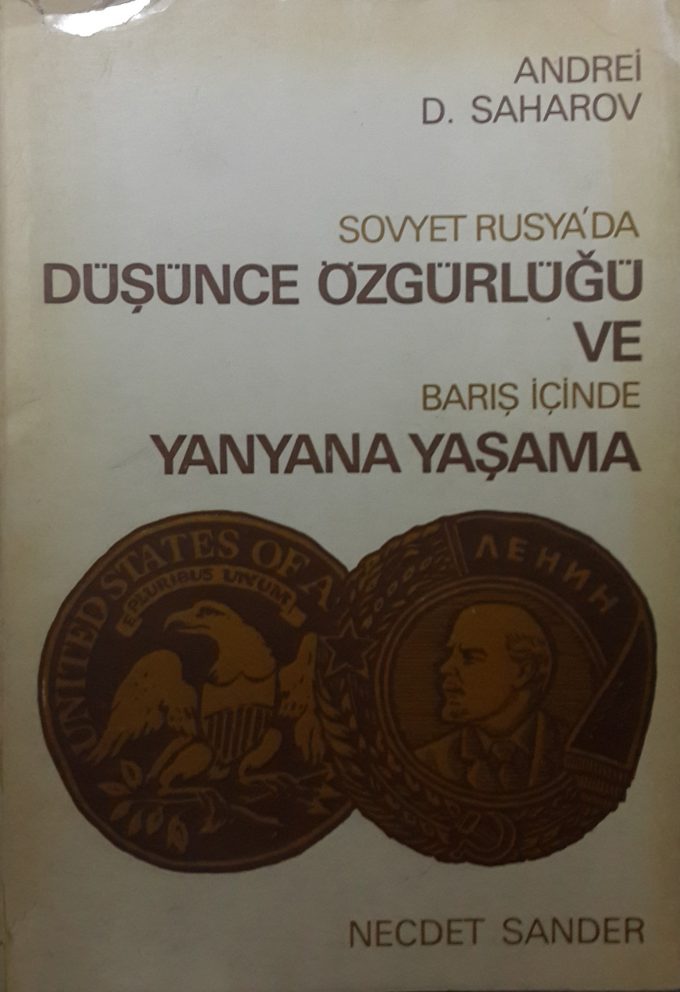 ANDREİ
D. SAHAROV
SOVYET RUSYA'DA
DÜŞÜNCE ÖZGÜRLÜĞÜ
VE
BARIŞ İÇİNDE
YANYANA YAŞAMA
UNITED STATES OF A
E PLURIBUS UNUM
ЛЕНИН
NECDET SANDER